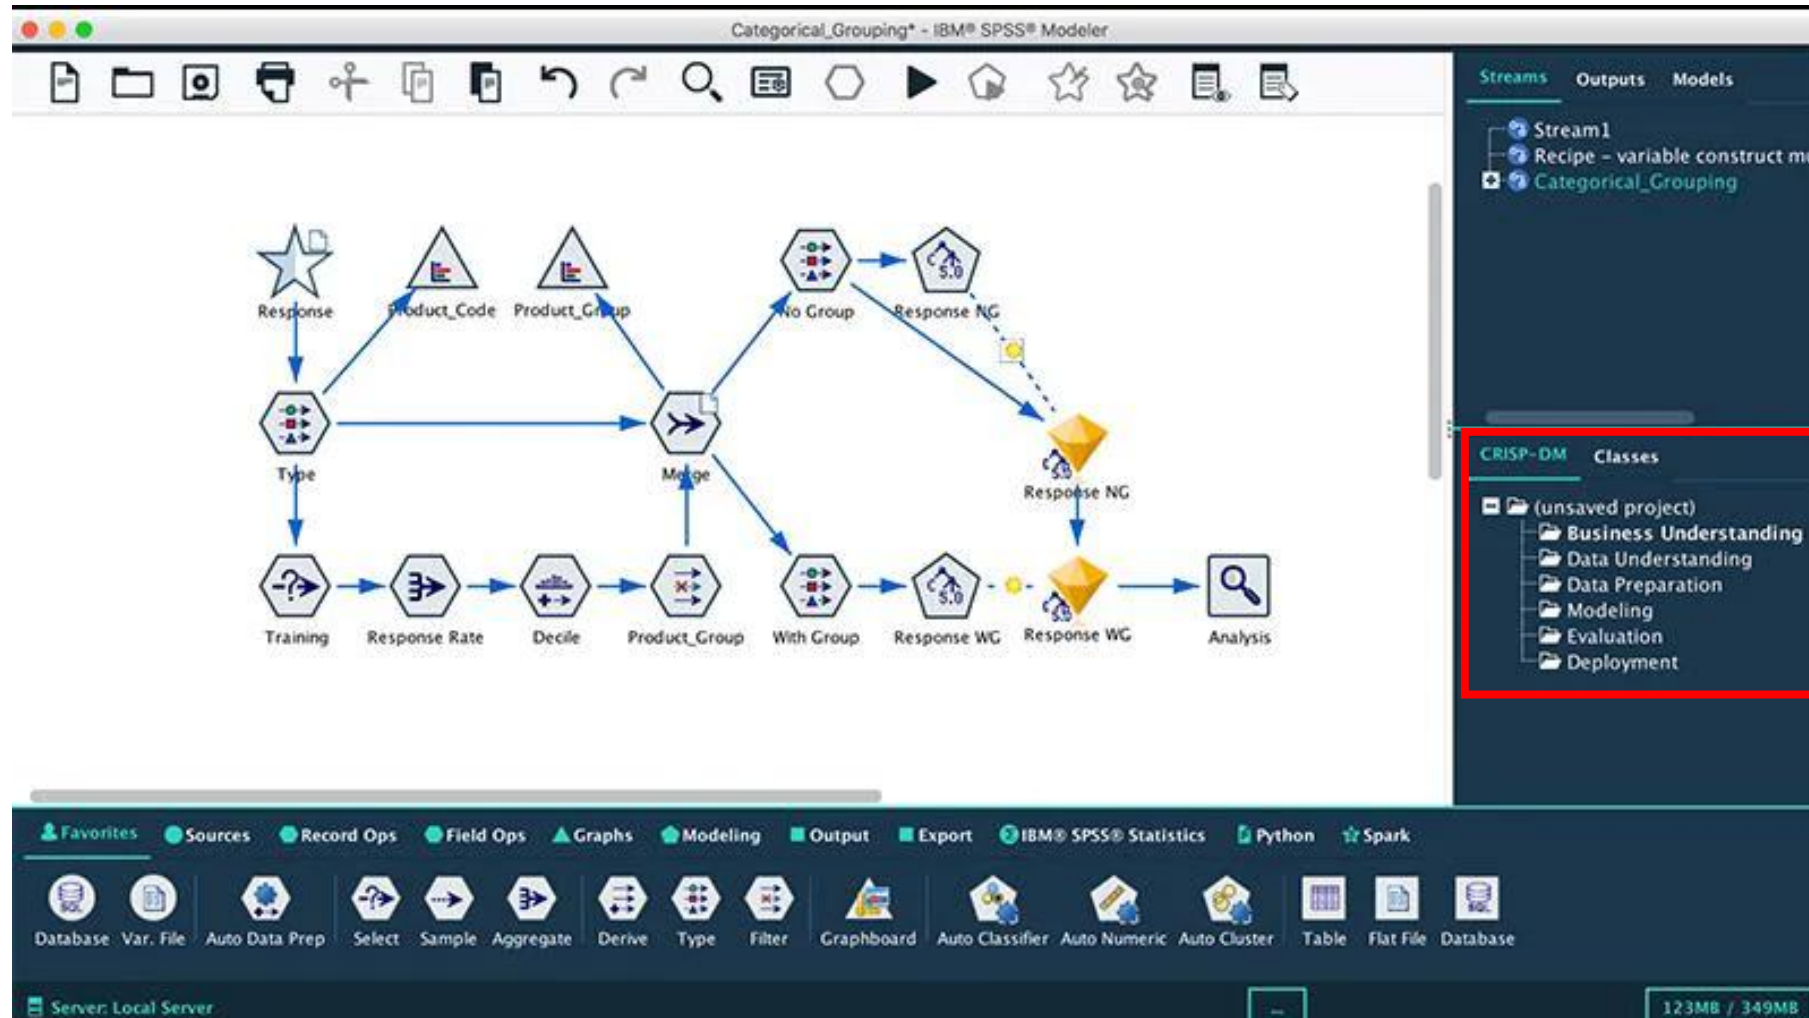 Categorical_Grouping* - IBM® SPSS® Modeler
Streams Outputs Models
Stream1
Recipe - variable construct
Categorical_Grouping
Response Product_Code Product_Group No Group Response NG
Type Merge Response NG
Training Response Rate Decile Product_Group With Group Response WG Response WG Analysis
CRISP-DM Classes
(unsaved project)
Business Understanding
Data Understanding
Data Preparation
Modeling
Evaluation
Deployment
Favorites Sources Record Ops Field Ops Graphs Modeling Output Export IBM® SPSS® Statistics Python Spark
Database Var. File Auto Data Prep Select Sample Aggregate Derive Type Filter Graphboard Auto Classifier Auto Numeric Auto Cluster Table Flat File Database
Server: Local Server
123MB / 349MB